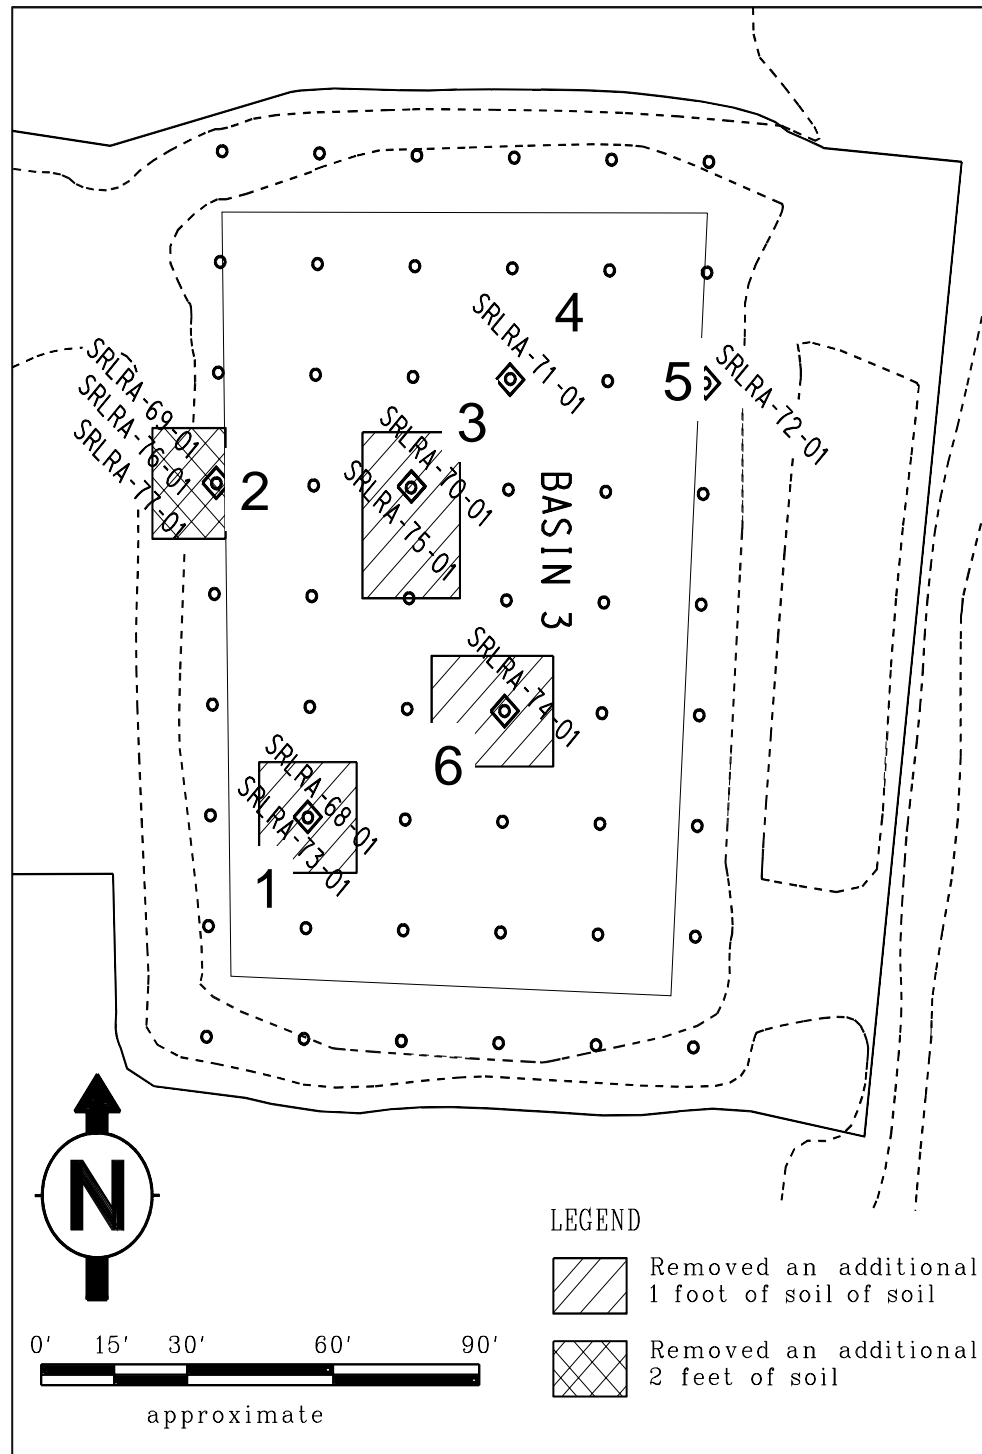 4
SRLRA-71-01
5
SRLRA-72-01
SRLRA-69-01
SRLRA-76-01
SRLRA-77-01
2
3
SRLRA-70-01
SRLRA-75-01
BASIN 3
SRLRA-74-01
6
SRLRA-68-01
SRLRA-73-01
1
N
LEGEND
Removed an additional
1 foot of soil of soil
Removed an additional
2 feet of soil
0' 15' 30' 60' 90'
approximate